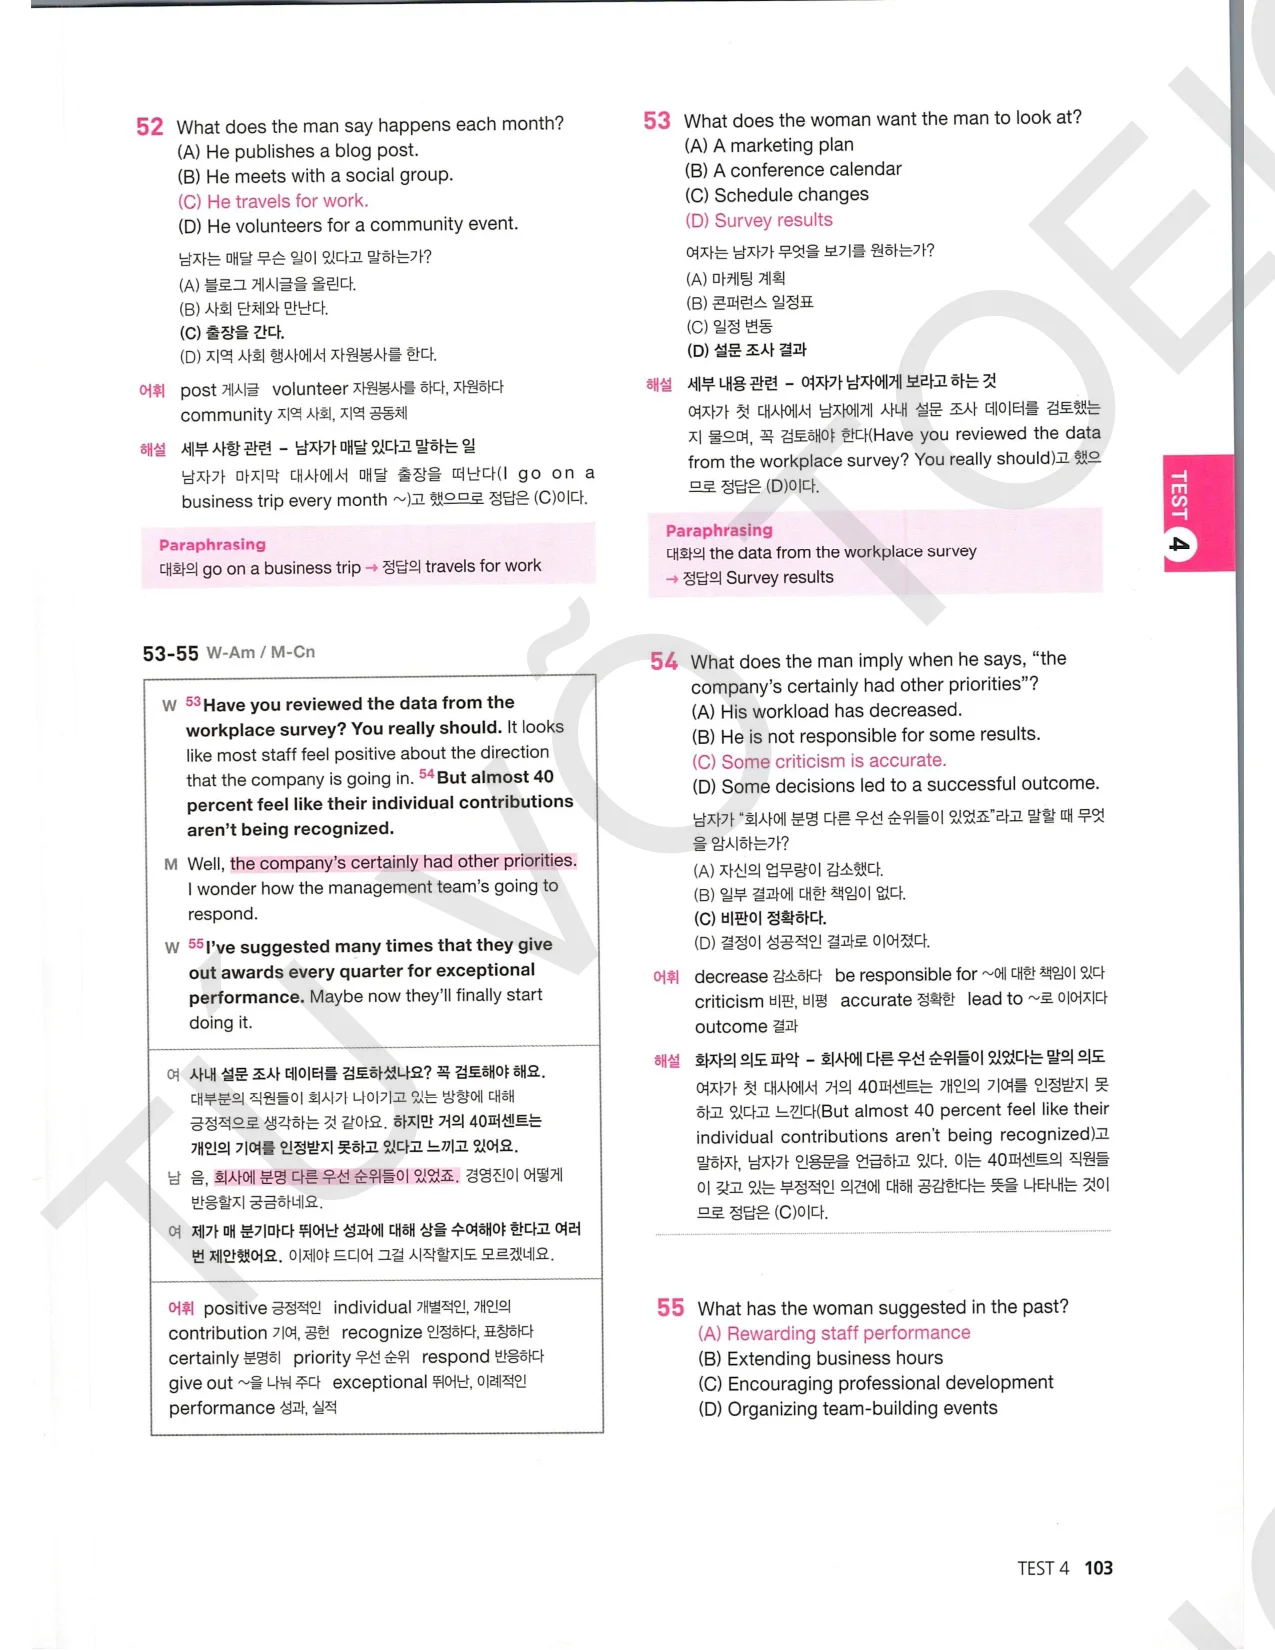 52 What does the man say happens each month?
(A) He publishes a blog post.
(B) He meets with a social group.
(C) He travels for work.
(D) He volunteers for a community event.
남자는 매달 무슨 일이 있다고 말하는가?
(A) 블로그 게시글을 올린다.
(B) 사회 단체와 만난다.
(C) 출장을 간다.
(D) 지역 사회 행사에서 자원봉사를 한다.
어휘 post 게시글 volunteer 자원봉사를 하다, 자원하다
community 지역 사회, 지역 공동체
해설 세부 사항 관련 – 남자가 매달 있다고 말하는 일
남자가 마지막 대사에서 매달 출장을 떠난다(I go on a
business trip every month ~)고 했으므로 정답은 (C)이다.
Paraphrasing
대화의 go on a business trip → 정답의 travels for work
53-55 W-Am / M-Cn
W 53 Have you reviewed the data from the
workplace survey? You really should. It looks
like most staff feel positive about the direction
that the company is going in. 54 But almost 40
percent feel like their individual contributions
aren't being recognized.
M Well, the company's certainly had other priorities.
I wonder how the management team's going to
respond.
W 55 I've suggested many times that they give
out awards every quarter for exceptional
performance. Maybe now they'll finally start
doing it.
여 사내 설문 조사 데이터를 검토하셨나요? 꼭 검토해야 해요.
대부분의 직원들이 회사가 나아가고 있는 방향에 대해
긍정적으로 생각하는 것 같아요. 하지만 거의 40퍼센트는
개인의 기여를 인정받지 못하고 있다고 느끼고 있어요.
남 음, 회사에 분명 다른 우선 순위들이 있었죠. 경영진이 어떻게
반응할지 궁금하네요.
여 제가 매 분기마다 뛰어난 성과에 대해 상을 수여해야 한다고 여러
번 제안했어요. 이제야 드디어 그걸 시작할지도 모르겠네요.
어휘 positive 긍정적인 individual 개별적인, 개인의
contribution 기여, 공헌 recognize 인정하다, 표창하다
certainly 분명히 priority 우선 순위 respond 반응하다
give out ~을 나눠 주다 exceptional 뛰어난, 이례적인
performance 성과, 실적
53 What does the woman want the man to look at?
(A) A marketing plan
(B) A conference calendar
(C) Schedule changes
(D) Survey results
여자는 남자가 무엇을 보기를 원하는가?
(A) 마케팅 계획
(B) 콘퍼런스 일정표
(C) 일정 변동
(D) 설문 조사 결과
해설 세부 내용 관련 – 여자가 남자에게 보라고 하는 것
여자가 첫 대사에서 남자에게 사내 설문 조사 데이터를 검토했는
지 물으며, 꼭 검토해야 한다(Have you reviewed the data
from the workplace survey? You really should)고 했으
므로 정답은 (D)이다.
Paraphrasing
대화의 the data from the workplace survey
→ 정답의 Survey results
54 What does the man imply when he says, "the
company's certainly had other priorities"?
(A) His workload has decreased.
(B) He is not responsible for some results.
(C) Some criticism is accurate.
(D) Some decisions led to a successful outcome.
남자가 "회사에 분명 다른 우선 순위들이 있었죠"라고 말할 때 무엇
을 암시하는가?
(A) 자신의 업무량이 감소했다.
(B) 일부 결과에 대한 책임이 없다.
(C) 비판이 정확하다.
(D) 결정이 성공적인 결과로 이어졌다.
어휘 decrease 감소하다 be responsible for ~에 대한 책임이 있다
criticism 비판, 비평 accurate 정확한 lead to ~로 이어지다
outcome 결과
해설 화자의 의도 파악 – 회사에 다른 우선 순위들이 있었다는 말의 의도
여자가 첫 대사에서 거의 40퍼센트는 개인의 기여를 인정받지 못
하고 있다고 느낀다(But almost 40 percent feel like their
individual contributions aren't being recognized)고
말하자, 남자가 인용문을 언급하고 있다. 이는 40퍼센트의 직원들
이 갖고 있는 부정적인 의견에 대해 공감한다는 뜻을 나타내는 것이
므로 정답은 (C)이다.
55 What has the woman suggested in the past?
(A) Rewarding staff performance
(B) Extending business hours
(C) Encouraging professional development
(D) Organizing team-building events
TEST 4
TEST 4 103
TÚ VÕ TOEIC